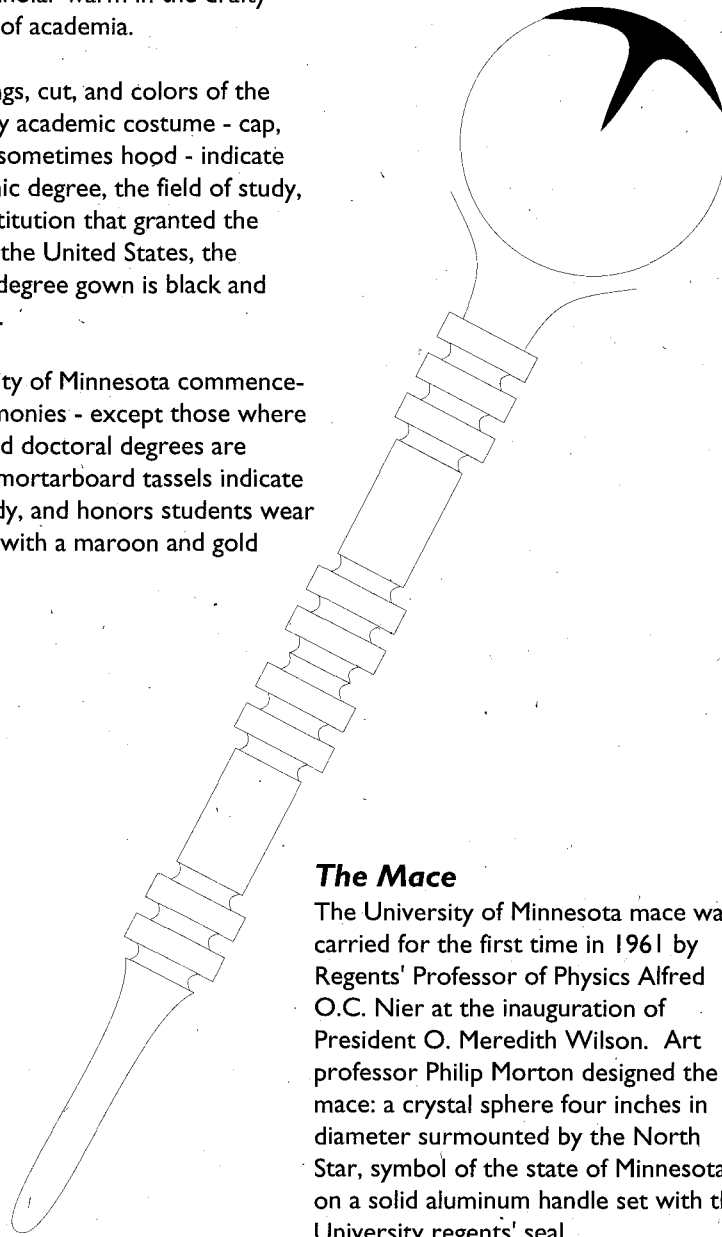 warm in the drafty
of academia.
gs, cut, and colors of the
y academic costume - cap,
sometimes hood - indicate
ic degree, the field of study,
titution that granted the
the United States, the
degree gown is black and
.
ty of Minnesota commence-
monies - except those where
d doctoral degrees are
mortarboard tassels indicate
dy, and honors students wear
with a maroon and gold
The Mace
The University of Minnesota mace wa
carried for the first time in 1961 by
Regents' Professor of Physics Alfred
O.C. Nier at the inauguration of
President O. Meredith Wilson. Art
professor Philip Morton designed the
mace: a crystal sphere four inches in
diameter surmounted by the North
Star, symbol of the state of Minnesota
on a solid aluminum handle set with th
University regents' seal